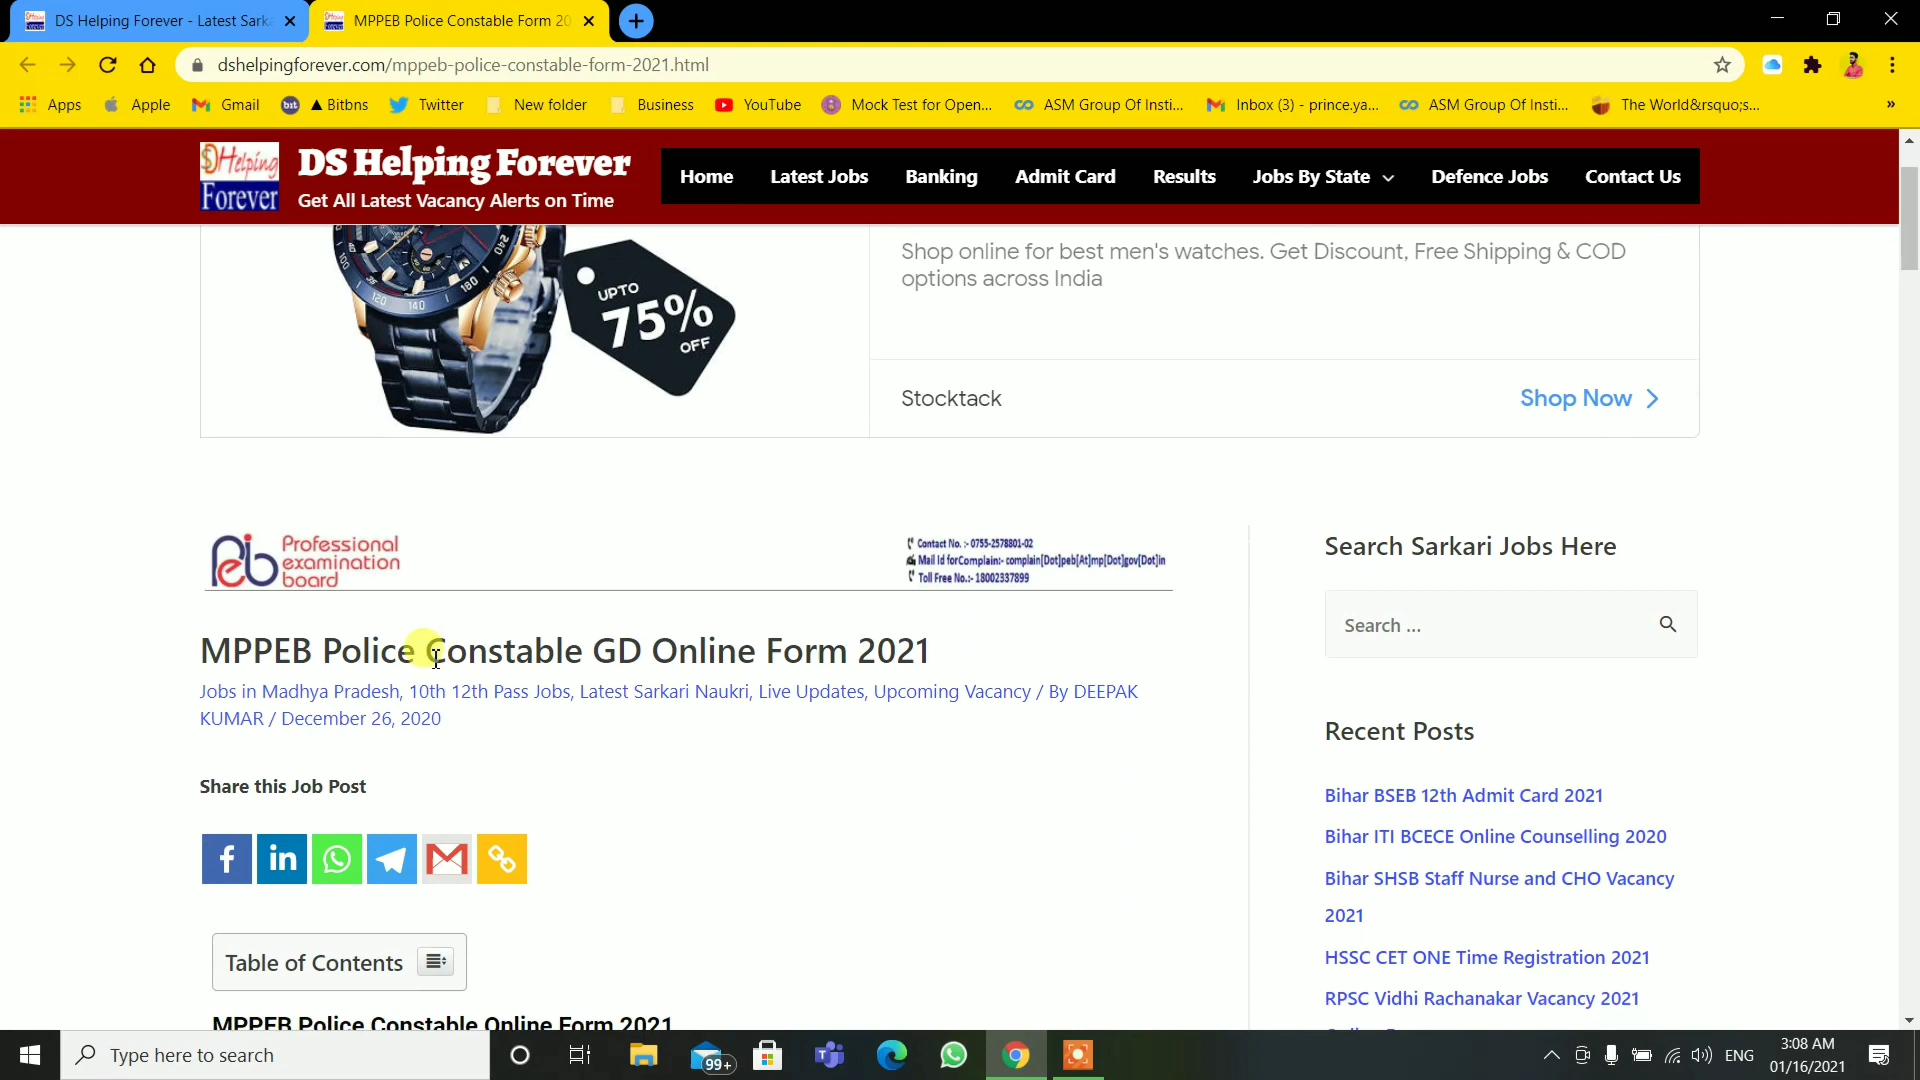 DS Helping Forever - Latest Sark
MPPEB Police Constable Form 20
dshelpingforever.com/mppeb-police-constable-form-2021.html
Apps
Apple
Gmail
Bitbns
Twitter
New folder
Business
YouTube
Mock Test for Open...
ASM Group Of Insti...
Inbox (3) - prince.ya...
ASM Group Of Insti...
The World&rsquo;s...
»
DHelping
Forever
DS Helping Forever
Get All Latest Vacancy Alerts on Time
Home
Latest Jobs
Banking
Admit Card
Results
Jobs By State
Defence Jobs
Contact Us
UPTO
75%
OFF
Shop online for best men's watches. Get Discount, Free Shipping & COD
options across India
Stocktack
Shop Now
Peb Professional
examination
board
Contact No. :- 0755-2578801-02
Mail Id forComplain:- complain[Dot]peb[At]mp[Dot]gov[Dot]in
Toll Free No.:- 18002337899
MPPEB Police Constable GD Online Form 2021
Jobs in Madhya Pradesh, 10th 12th Pass Jobs, Latest Sarkari Naukri, Live Updates, Upcoming Vacancy / By DEEPAK
KUMAR / December 26, 2020
Share this Job Post
Table of Contents
MPPEB Police Constable Online Form 2021
Search Sarkari Jobs Here
Search ...
Recent Posts
Bihar BSEB 12th Admit Card 2021
Bihar ITI BCECE Online Counselling 2020
Bihar SHSB Staff Nurse and CHO Vacancy
2021
HSSC CET ONE Time Registration 2021
RPSC Vidhi Rachanakar Vacancy 2021
Type here to search
99+
ENG
3:08 AM
01/16/2021